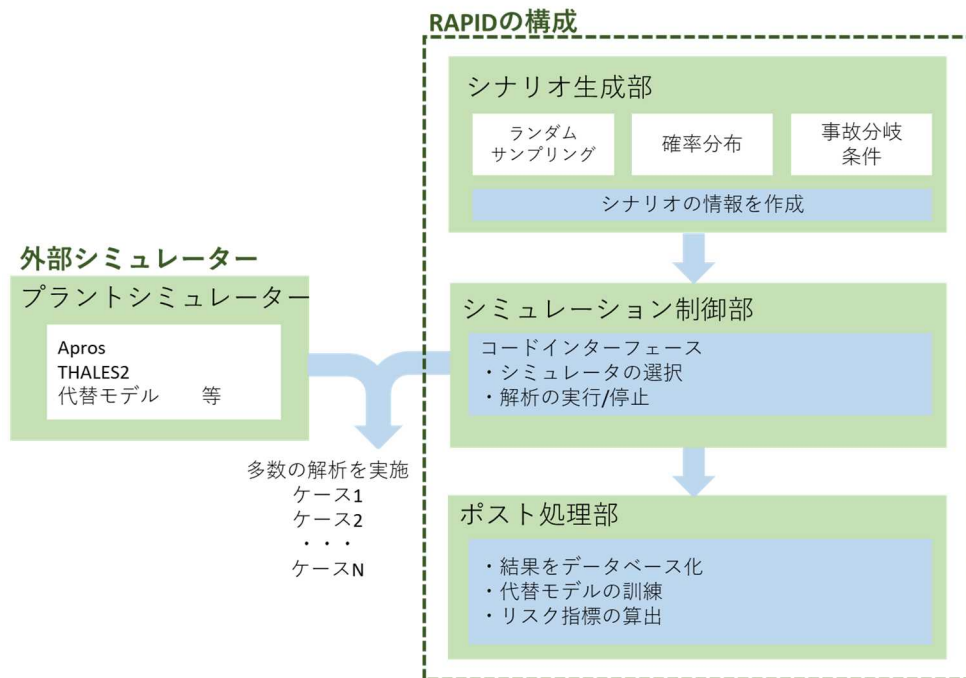 RAPIDの構成
シナリオ生成部
ランダム
サンプリング
確率分布
事故分岐
条件
シナリオの情報を作成
外部シミュレーター
プラントシミュレーター
Apros
THALES2
代替モデル 等
シミュレーション制御部
コードインターフェース
・シミュレータの選択
・解析の実行/停止
多数の解析を実施
ケース1
ケース2
・・・
ケースN
ポスト処理部
・結果をデータベース化
・代替モデルの訓練
・リスク指標の算出